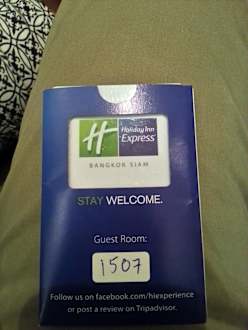 H
Holiday Inn
Express
BANGKOK SIAM
STAY WELCOME.
Guest Room:
1507
Follow us on facebook.com/hiexperience
or post a review on Tripadvisor.